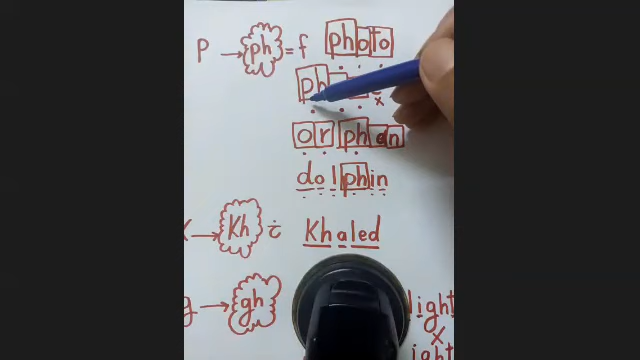 P → ph = f photo
ph
orphan
dolphin
→ Kh خ Khaled
g → gh light
ight